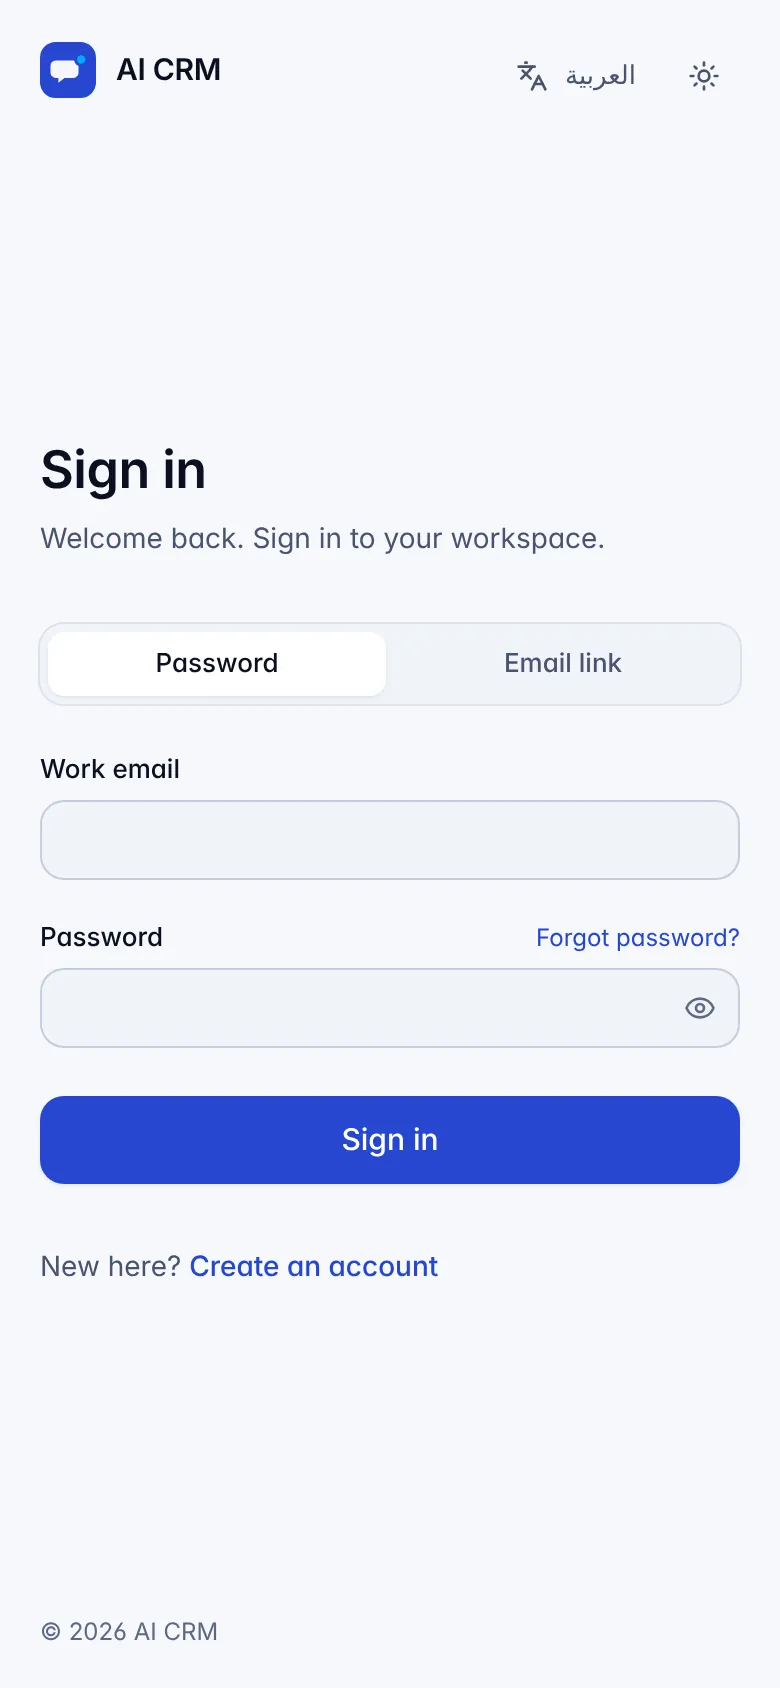 AI CRM
العربية
Sign in
Welcome back. Sign in to your workspace.
Password
Email link
Work email
Password
Forgot password?
Sign in
New here? Create an account
© 2026 AI CRM